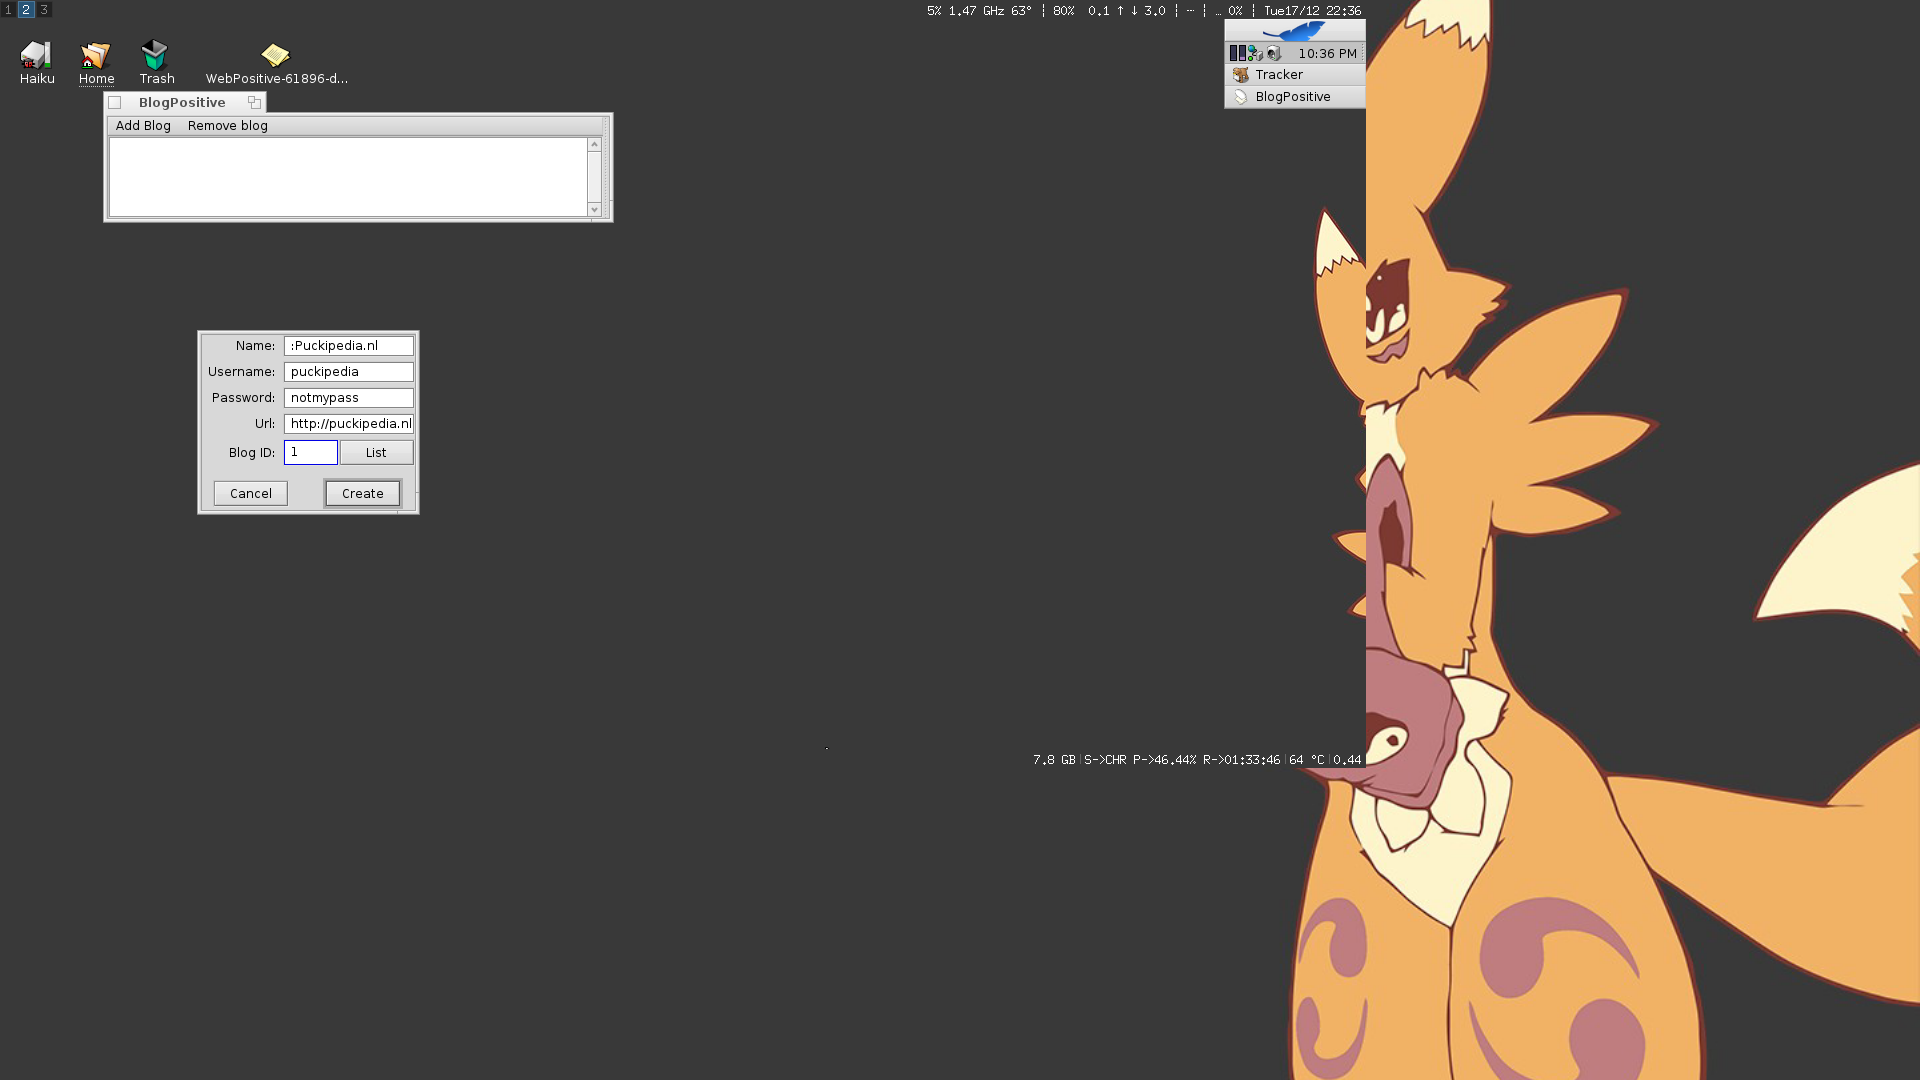 1 2 3
5% 1.47 GHz 63° | 80% 0.1 ↑ ↓ 3.0 | -- | … 0% | Tue17/12 22:36
10:36 PM
Tracker
BlogPositive
Haiku
Home
Trash
WebPositive-61896-d...
BlogPositive
Add Blog Remove blog
Name: :Puckipedia.nl
Username: puckipedia
Password: notmypass
Url: http://puckipedia.nl
Blog ID: 1 List
Cancel Create
7.8 GB|S->CHR P->46.44% R->01:33:46|64 °C|0.44